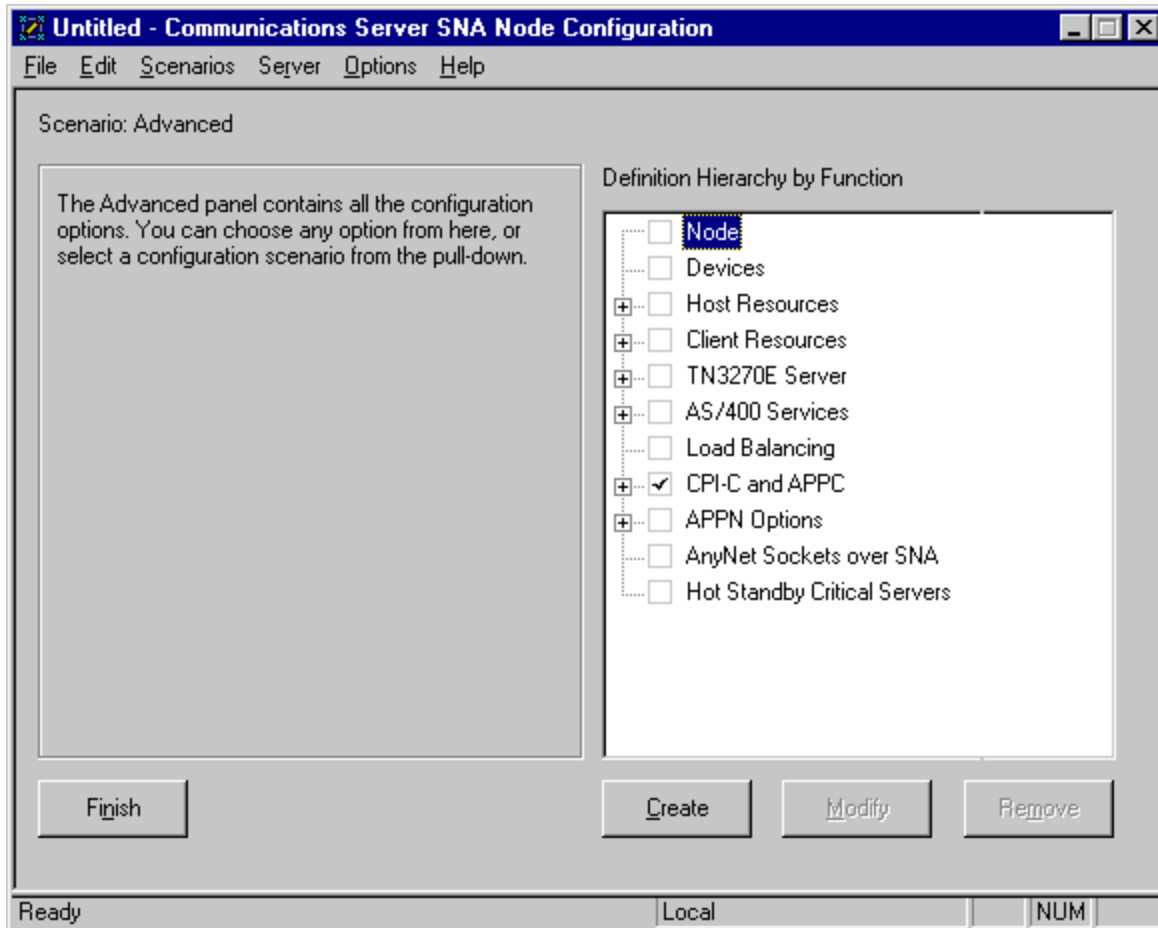 Untitled - Communications Server SNA Node Configuration
File Edit Scenarios Server Options Help
Scenario: Advanced
The Advanced panel contains all the configuration
options. You can choose any option from here, or
select a configuration scenario from the pull-down.
Definition Hierarchy by Function
Node
Devices
Host Resources
Client Resources
TN3270E Server
AS/400 Services
Load Balancing
CPI-C and APPC
APPN Options
AnyNet Sockets over SNA
Hot Standby Critical Servers
Finish
Create Modify Remove
Ready Local NUM